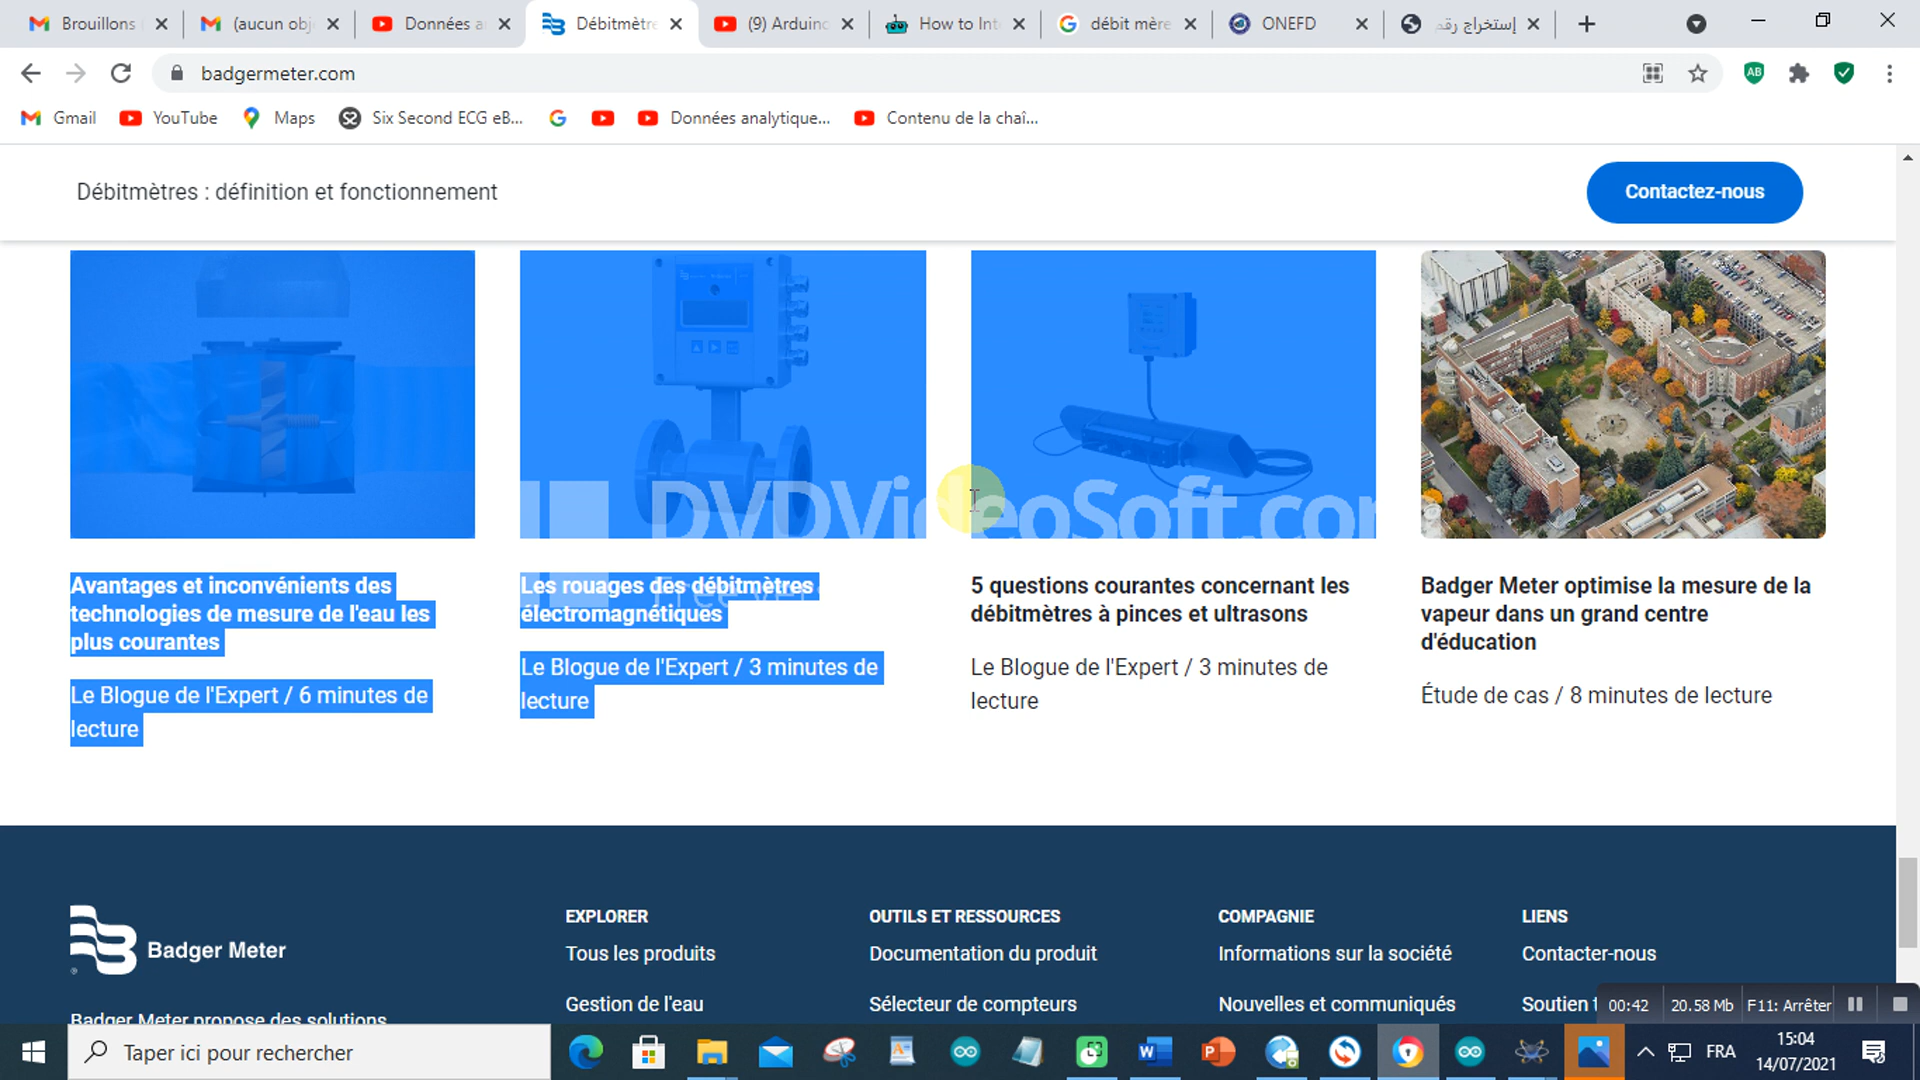 Brouillons
(aucun obj
Données a
Débitmètre
(9) Arduino
How to Inte
débit mère
ONEFD
إستخراج رقم
badgermeter.com
Gmail
YouTube
Maps
Six Second ECG eB...
Données analytique...
Contenu de la chaî...
Débitmètres : définition et fonctionnement
Contactez-nous
DVDVideoSoft.com
Avantages et inconvénients des
technologies de mesure de l'eau les
plus courantes
Le Blogue de l'Expert / 6 minutes de
lecture
Les rouages des débitmètres
électromagnétiques
Le Blogue de l'Expert / 3 minutes de
lecture
5 questions courantes concernant les
débitmètres à pinces et ultrasons
Le Blogue de l'Expert / 3 minutes de
lecture
Badger Meter optimise la mesure de la
vapeur dans un grand centre
d'éducation
Étude de cas / 8 minutes de lecture
Badger Meter
Badger Meter propose des solutions
EXPLORER
Tous les produits
Gestion de l'eau
OUTILS ET RESSOURCES
Documentation du produit
Sélecteur de compteurs
COMPAGNIE
Informations sur la société
Nouvelles et communiqués
LIENS
Contacter-nous
Soutien
00:42
20.58 Mb
F11: Arrêter
Taper ici pour rechercher
FRA
15:04
14/07/2021